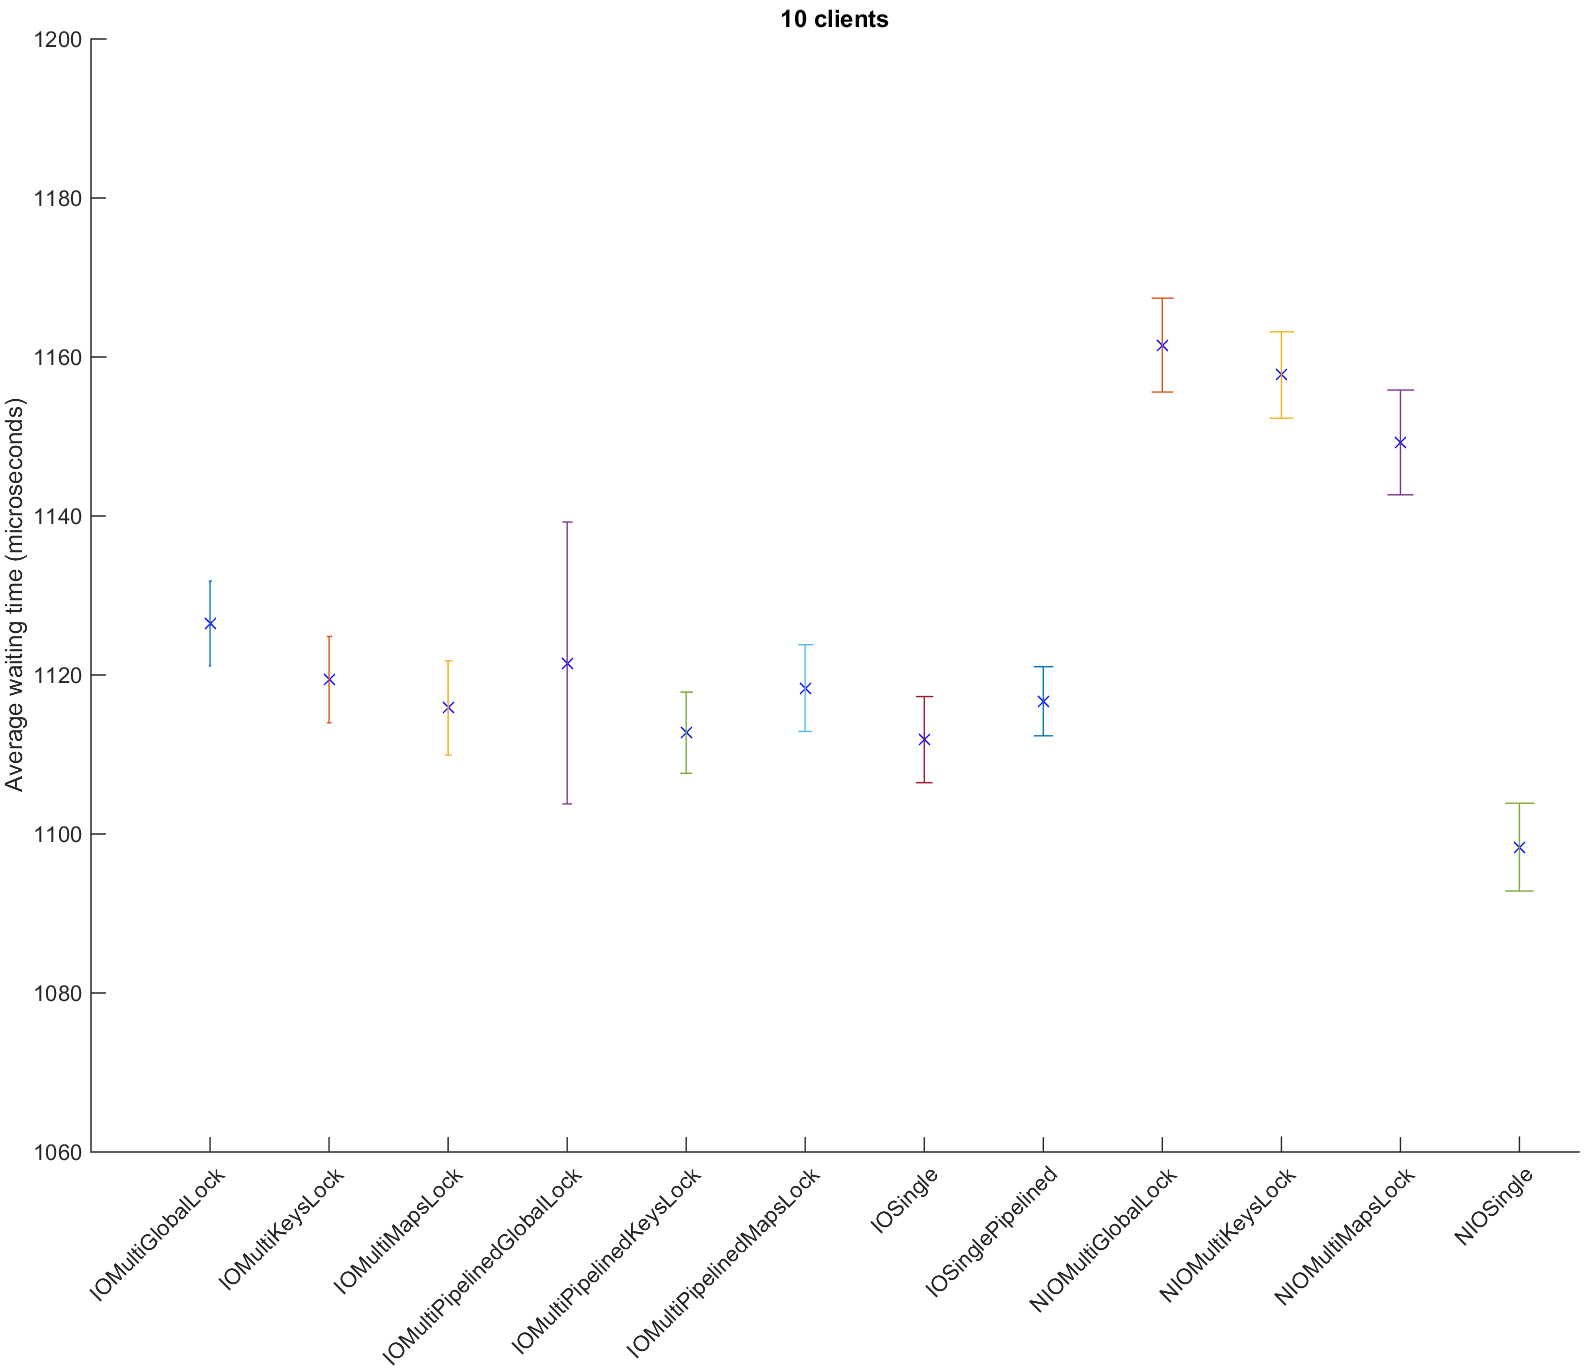 10 clients
Average waiting time (microseconds)
1200
1180
1160
1140
1120
1100
1080
1060
IOMultiGlobalLock
IOMultiKeysLock
IOMultiMapsLock
IOMultiPipelinedGlobalLock
IOMultiPipelinedKeysLock
IOMultiPipelinedMapsLock
IOSingle
IOSinglePipelined
NIOMultiGlobalLock
NIOMultiKeysLock
NIOMultiMapsLock
NIOSingle